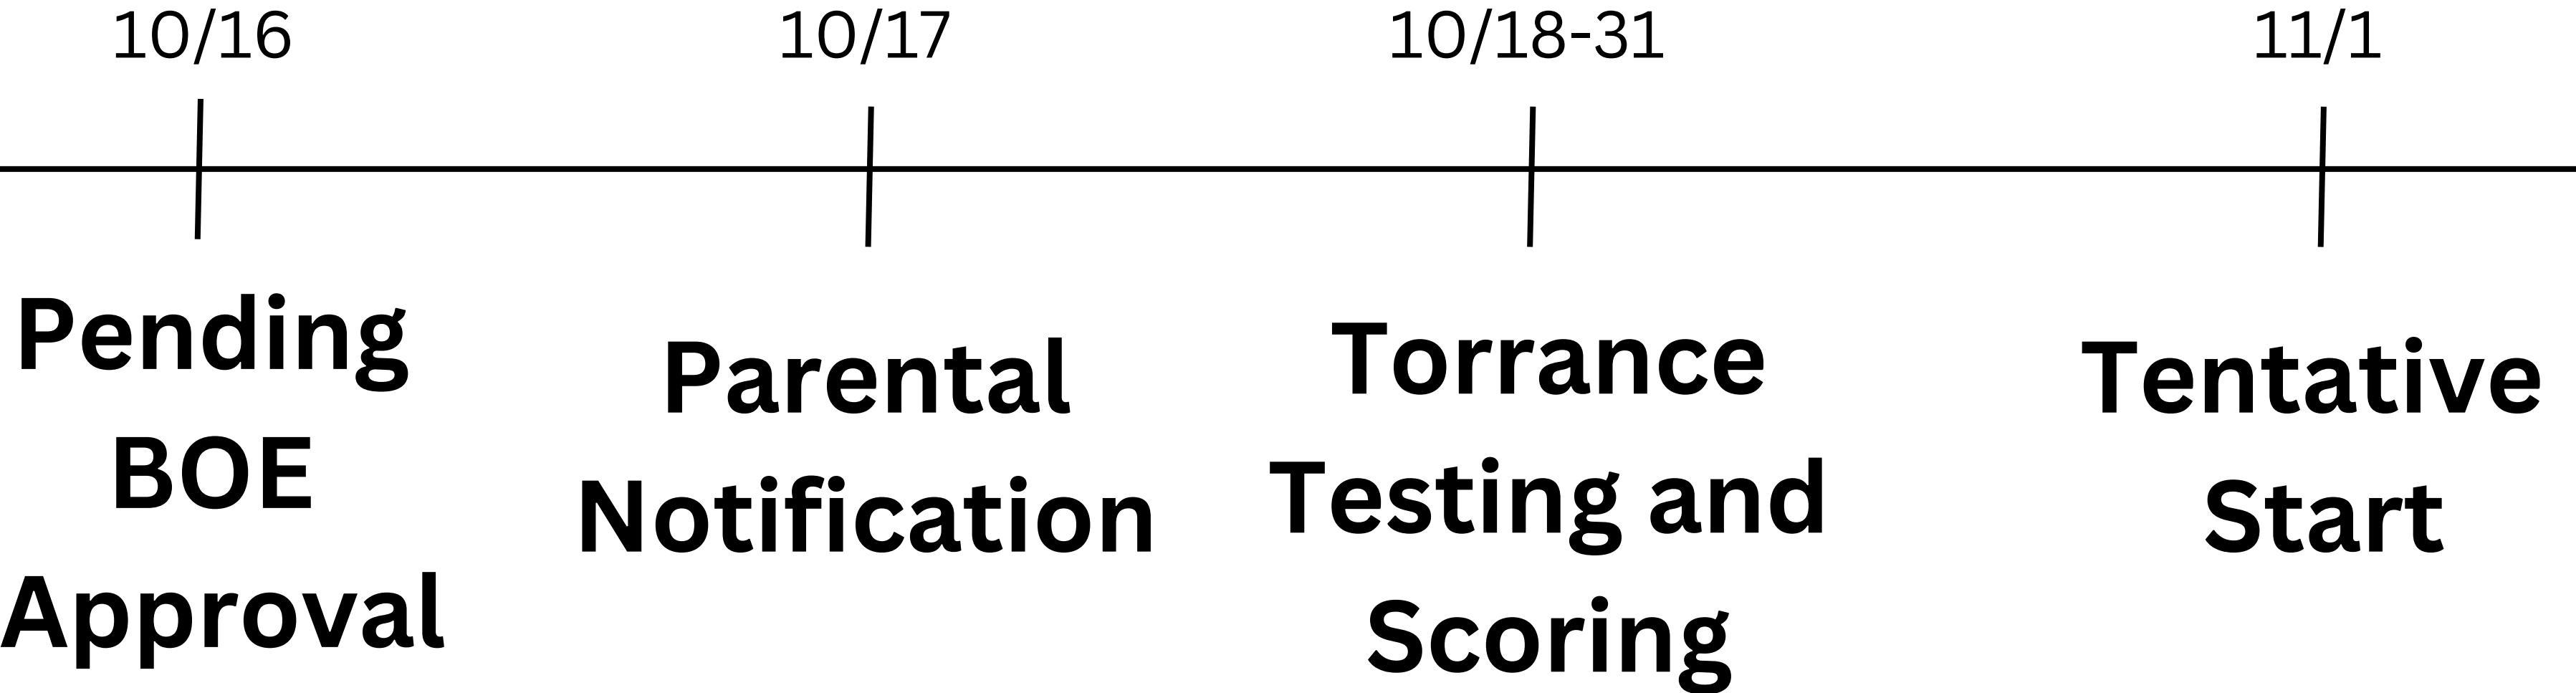 10/16
10/17
10/18-31
11/1
Pending
BOE
Approval
Parental
Notification
Torrance
Testing and
Scoring
Tentative
Start